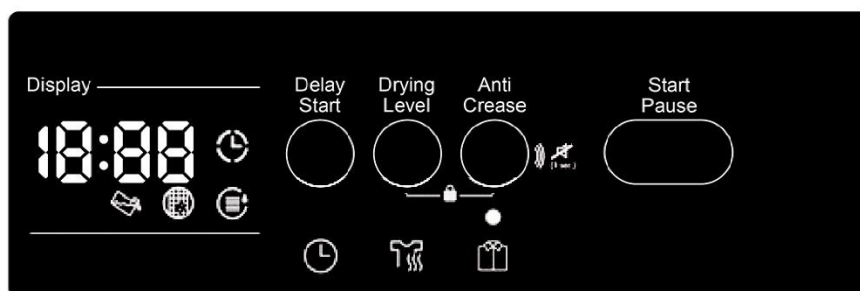 Display
Delay Start
Drying Level
Anti Crease
Start Pause
18:88
(3 sec.)